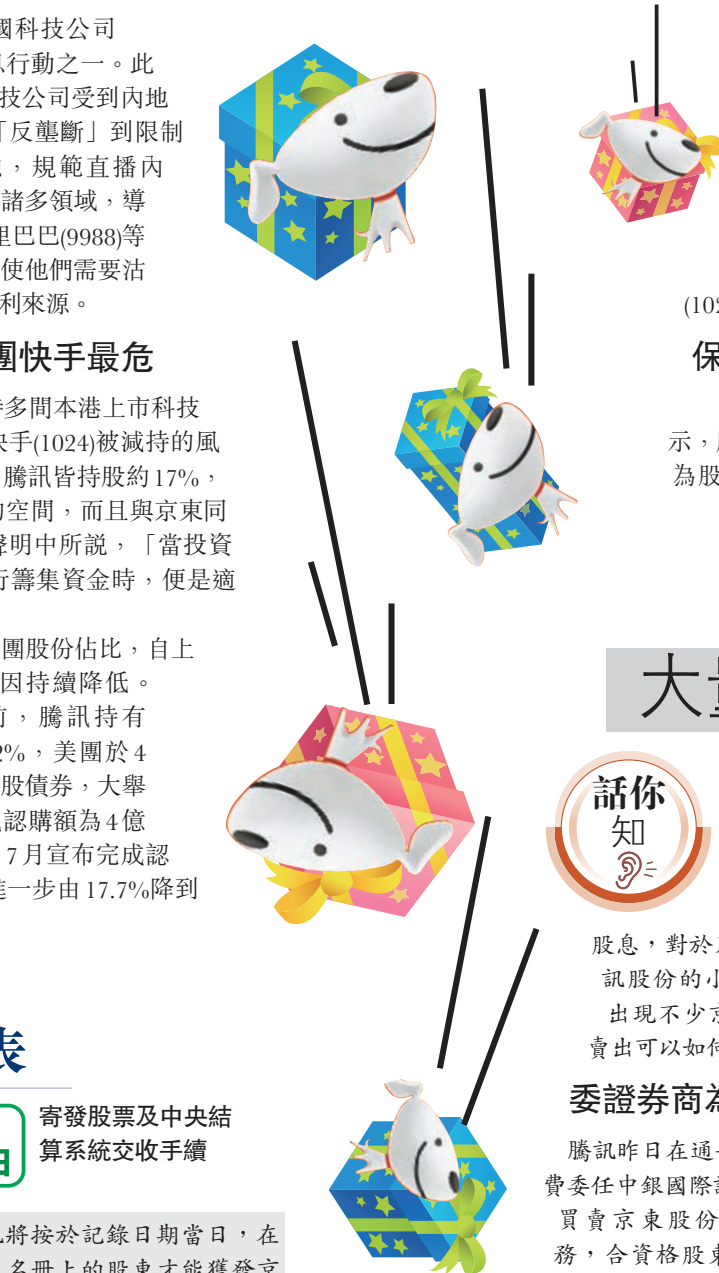 國科技公司
息行動之一。此
技公司受到內地
「反壟斷」到限制
，規範直播內
諸多領域，導
里巴巴(9988)等
使他們需要沽
利來源。
團快手最危
多間本港上市科技
快手(1024)被減持的風
騰訊皆持股約17%，
的空間，而且與京東同
聲明中所說，「當投資
行籌集資金時，便是適
團股份佔比，自上
因持續降低。
前，騰訊持有
2%，美團於4
股債券，大舉
認購額為4億
7月宣布完成認
進一步由17.7%降到
表
日
寄發股票及中央結
算系統交收手續
將按於記錄日期當日，在
名冊上的股東才能獲發京
(102
保
示，
為股
大量
話你
知
股息，對於
訊股份的小
出現不少京
賣出可以如何
委證券商為
騰訊昨日在通
費委任中銀國際證
買賣京東股份
務，合資格股東